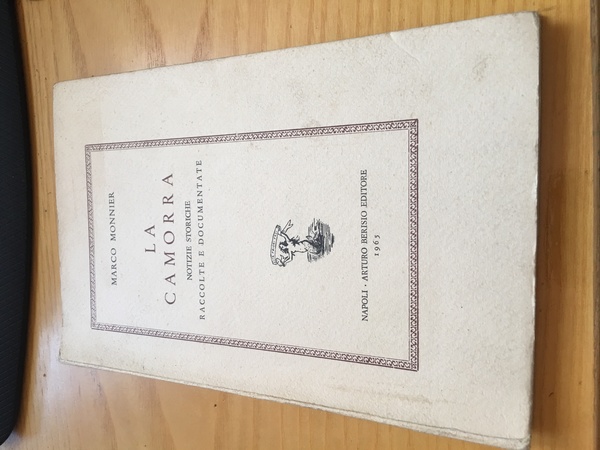 MARCO MONNIER
LA
CAMORRA
NOTIZIE STORICHE
RACCOLTE E DOCUMENTATE
NAPOLI · ARTURO BERISIO EDITORE
1965